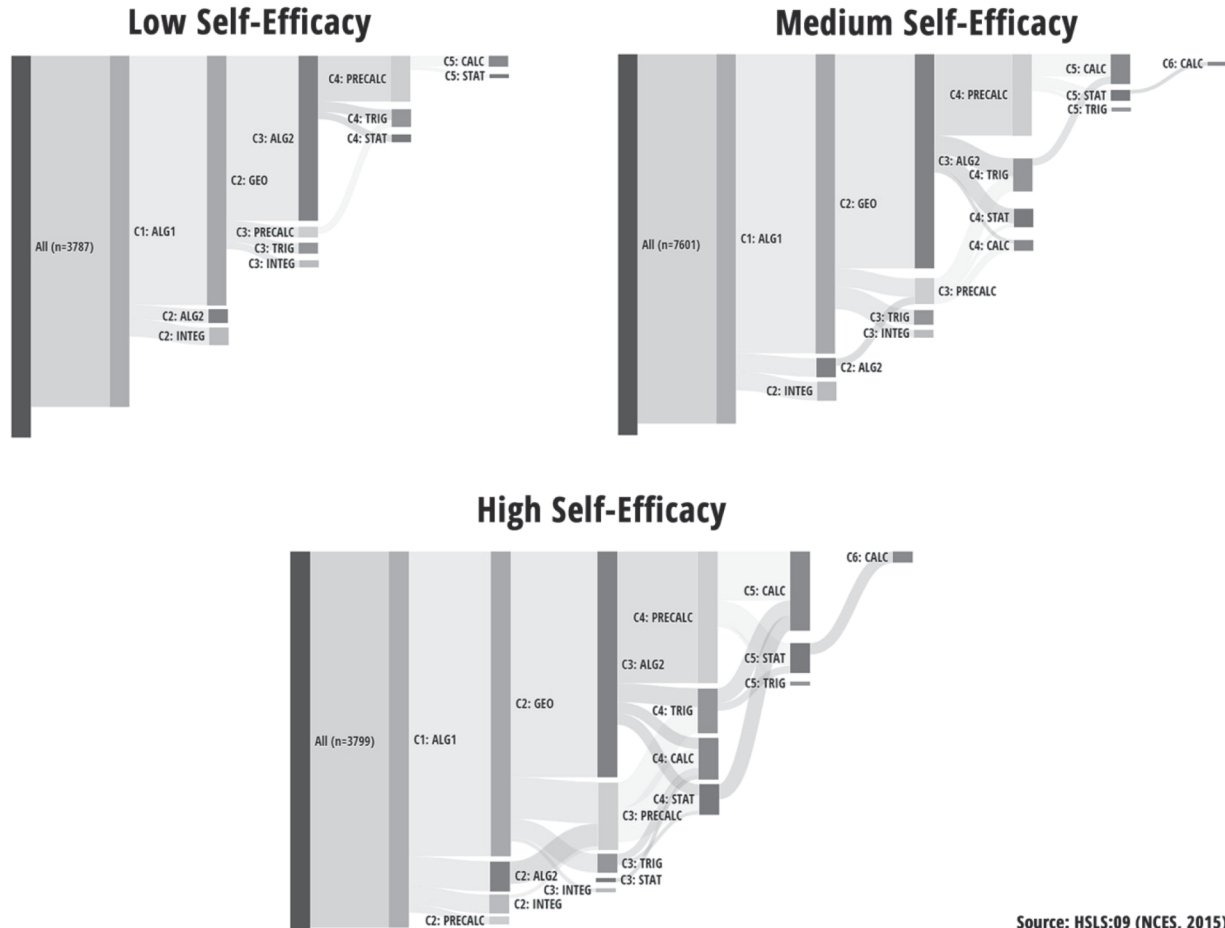 Low Self-Efficacy
All (n=3787)
C1: ALG1
C2: GEO
C2: ALG2
C2: INTEG
C3: ALG2
C3: PRECALC
C3: TRIG
C3: INTEG
C4: PRECALC
C4: TRIG
C4: STAT
C5: CALC
C5: STAT
Medium Self-Efficacy
All (n=7601)
C1: ALG1
C2: GEO
C2: ALG2
C2: INTEG
C3: ALG2
C3: PRECALC
C3: TRIG
C3: INTEG
C4: PRECALC
C4: TRIG
C4: STAT
C4: CALC
C5: CALC
C5: STAT
C5: TRIG
C6: CALC
High Self-Efficacy
All (n=3799)
C1: ALG1
C2: GEO
C2: ALG2
C2: INTEG
C2: PRECALC
C3: ALG2
C3: PRECALC
C3: TRIG
C3: STAT
C3: INTEG
C4: PRECALC
C4: TRIG
C4: CALC
C4: STAT
C5: CALC
C5: STAT
C5: TRIG
C6: CALC
Source: HSLS:09 (NCES, 2015)